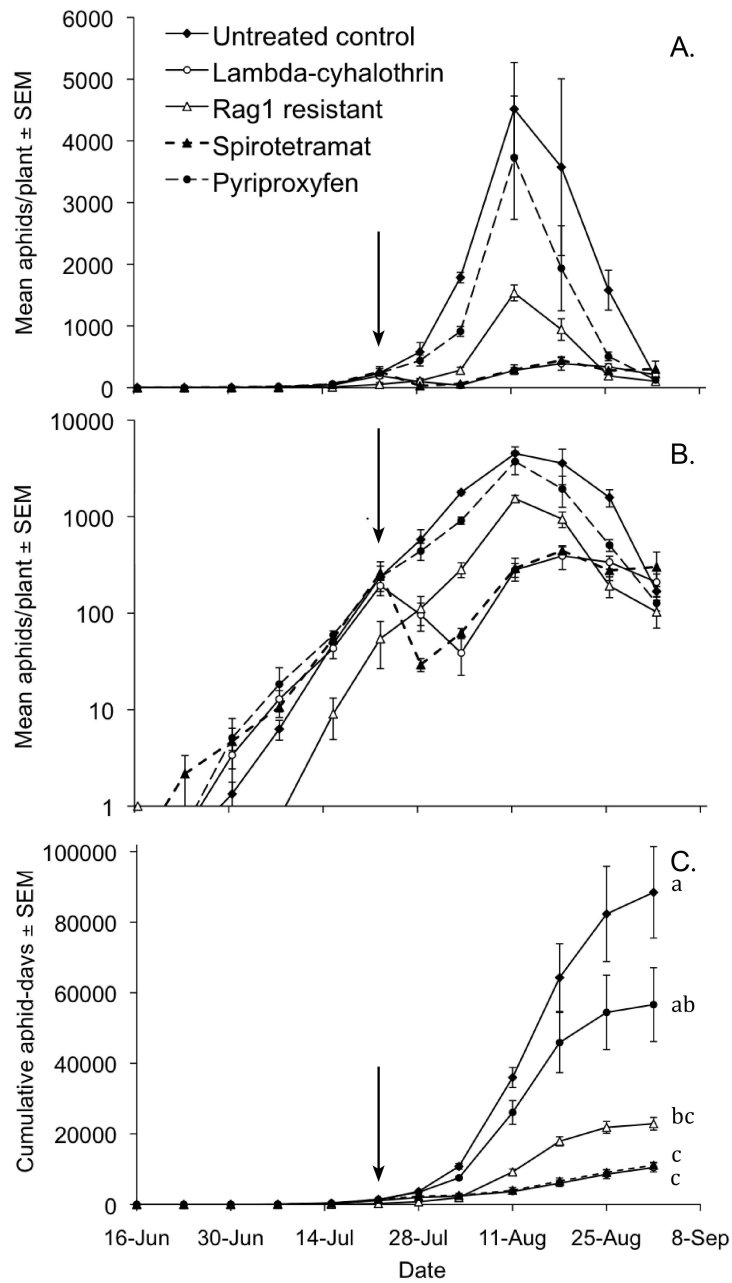 6000
5000
4000
3000
2000
1000
0
Mean aphids/plant ± SEM
Untreated control
Lambda-cyhalothrin
Rag1 resistant
Spirotetramat
Pyriproxyfen
A.
10000
1000
100
10
1
Mean aphids/plant ± SEM
B.
100000
80000
60000
40000
20000
0
Cumulative aphid-days ± SEM
C.
a
ab
bc
c
c
16-Jun 30-Jun 14-Jul 28-Jul 11-Aug 25-Aug 8-Sep
Date